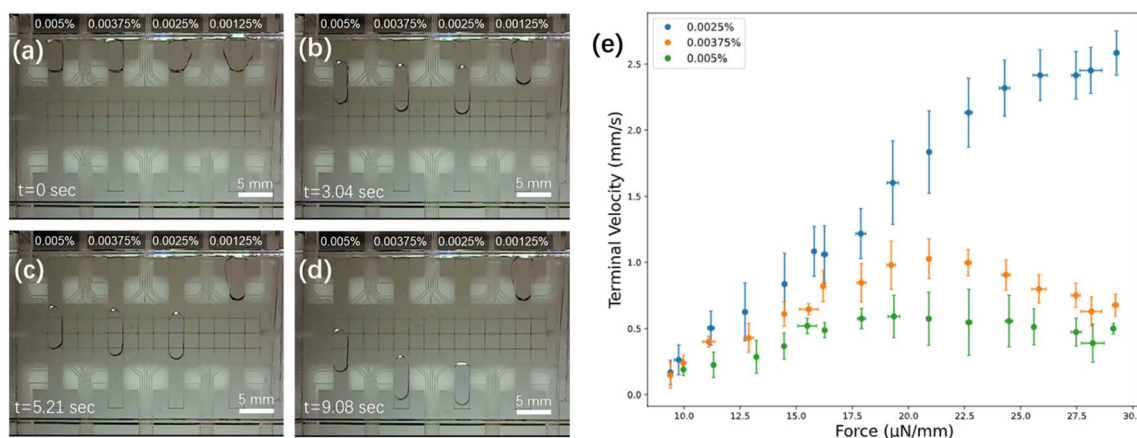 0.005% 0.00375% 0.0025% 0.00125%
(a)
t=0 sec
5 mm
0.005% 0.00375% 0.0025% 0.00125%
(b)
t=3.04 sec
5 mm
0.005% 0.00375% 0.0025% 0.00125%
(c)
t=5.21 sec
5 mm
0.005% 0.00375% 0.0025% 0.00125%
(d)
t=9.08 sec
5 mm
(e)
0.0025%
0.00375%
0.005%
Terminal Velocity (mm/s)
2.5
2.0
1.5
1.0
0.5
0.0
10.0 12.5 15.0 17.5 20.0 22.5 25.0 27.5 30.
Force (μN/mm)